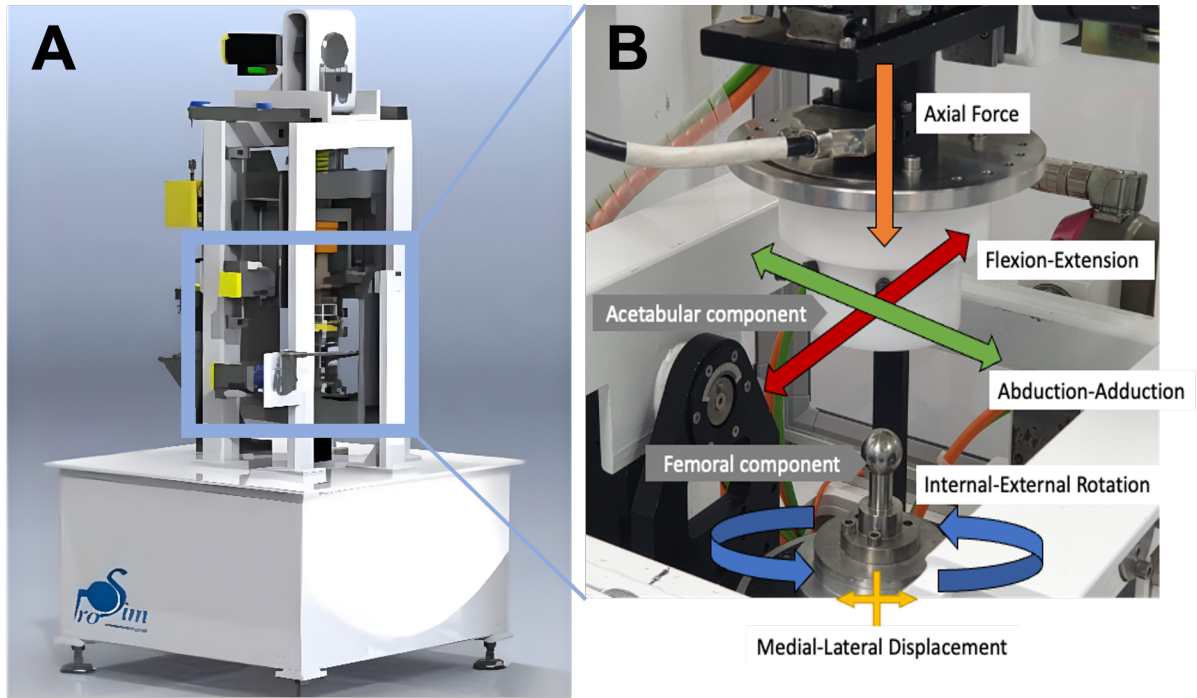 A
B
Axial Force
Flexion-Extension
Acetabular component
Abduction-Adduction
Femoral component
Internal-External Rotation
Medial-Lateral Displacement
ProSim